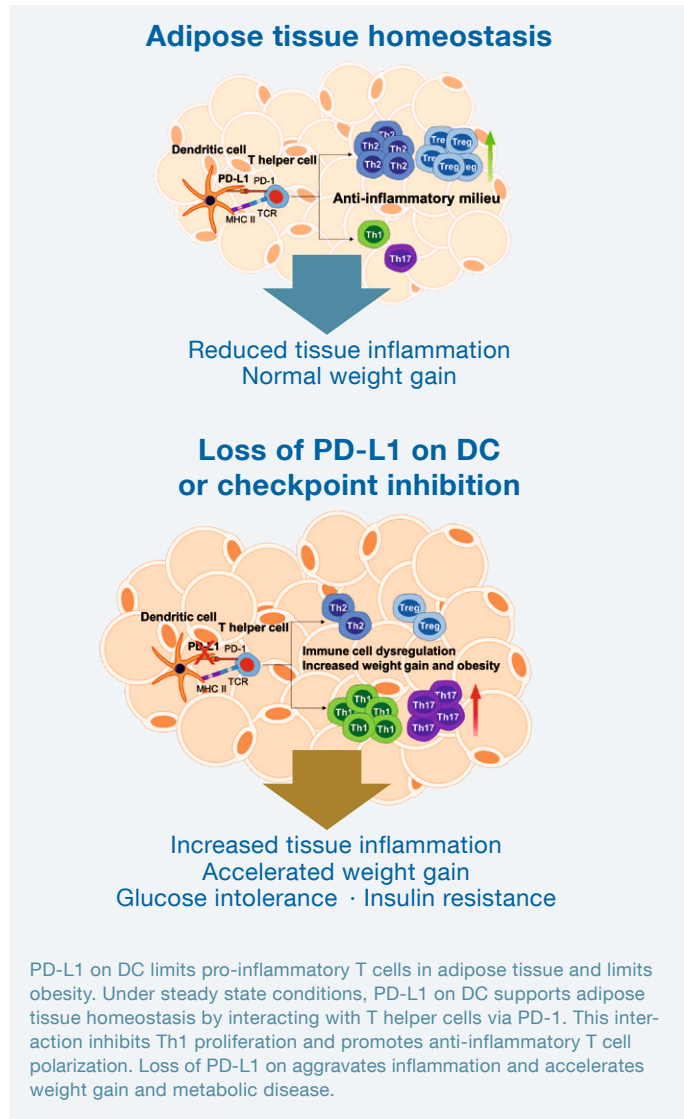 Adipose tissue homeostasis
Dendritic cell
T helper cell
PD-L1 PD-1
MHC II
TCR
Th2
Th2
Th2
Th2
Th2
Tre
Treg
Tre
Treg
eg
Anti-inflammatory milieu
Th1
Th17
Reduced tissue inflammation
Normal weight gain
Loss of PD-L1 on DC
or checkpoint inhibition
Dendritic cell
T helper cell
PD-L1 PD-1
MHC II
TCR
Th2
Th2
Treg
Treg
Immune cell dysregulation
Increased weight gain and obesity
Th1
Th1
Th1
Th1
Th1
Th17
Th17
Th17
Th17
Increased tissue inflammation
Accelerated weight gain
Glucose intolerance · Insulin resistance
PD-L1 on DC limits pro-inflammatory T cells in adipose tissue and limits
obesity. Under steady state conditions, PD-L1 on DC supports adipose
tissue homeostasis by interacting with T helper cells via PD-1. This inter-
action inhibits Th1 proliferation and promotes anti-inflammatory T cell
polarization. Loss of PD-L1 on aggravates inflammation and accelerates
weight gain and metabolic disease.